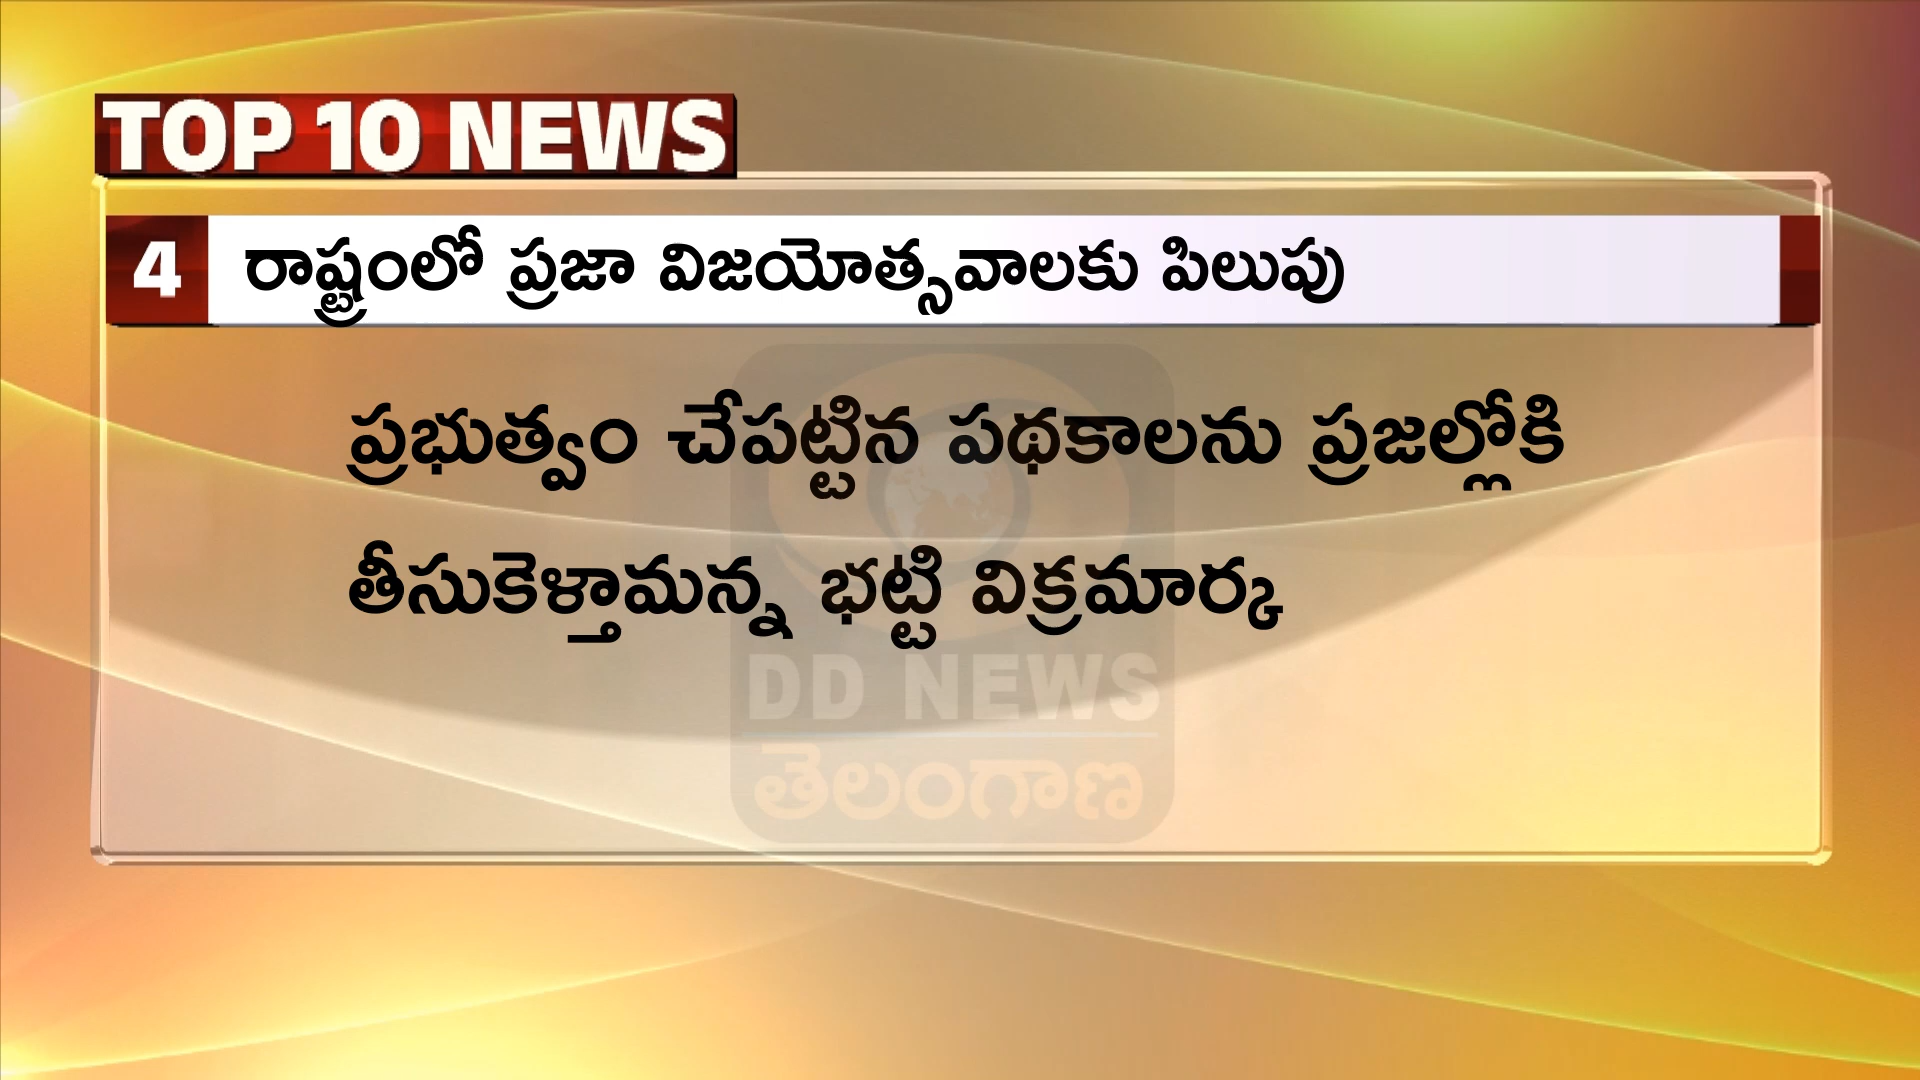 TOP 10 NEWS
4 రాష్ట్రంలో ప్రజా విజయోత్సవాలకు పిలుపు
ప్రభుత్వం చేపట్టిన పథకాలను ప్రజల్లోకి
తీసుకెళ్తామన్న భట్టి విక్రమార్క
DD NEWS
తెలంగాణ